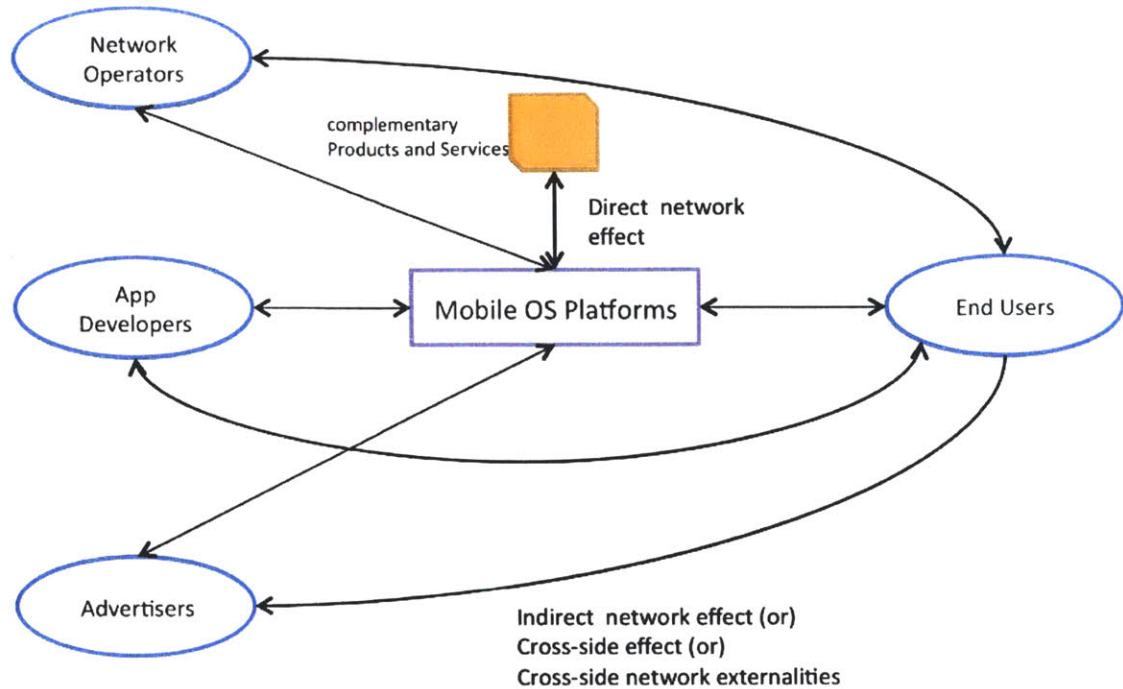 Network
Operators
complementary
Products and Services
Direct network
effect
App
Developers
Mobile OS Platforms
End Users
Advertisers
Indirect network effect (or)
Cross-side effect (or)
Cross-side network externalities